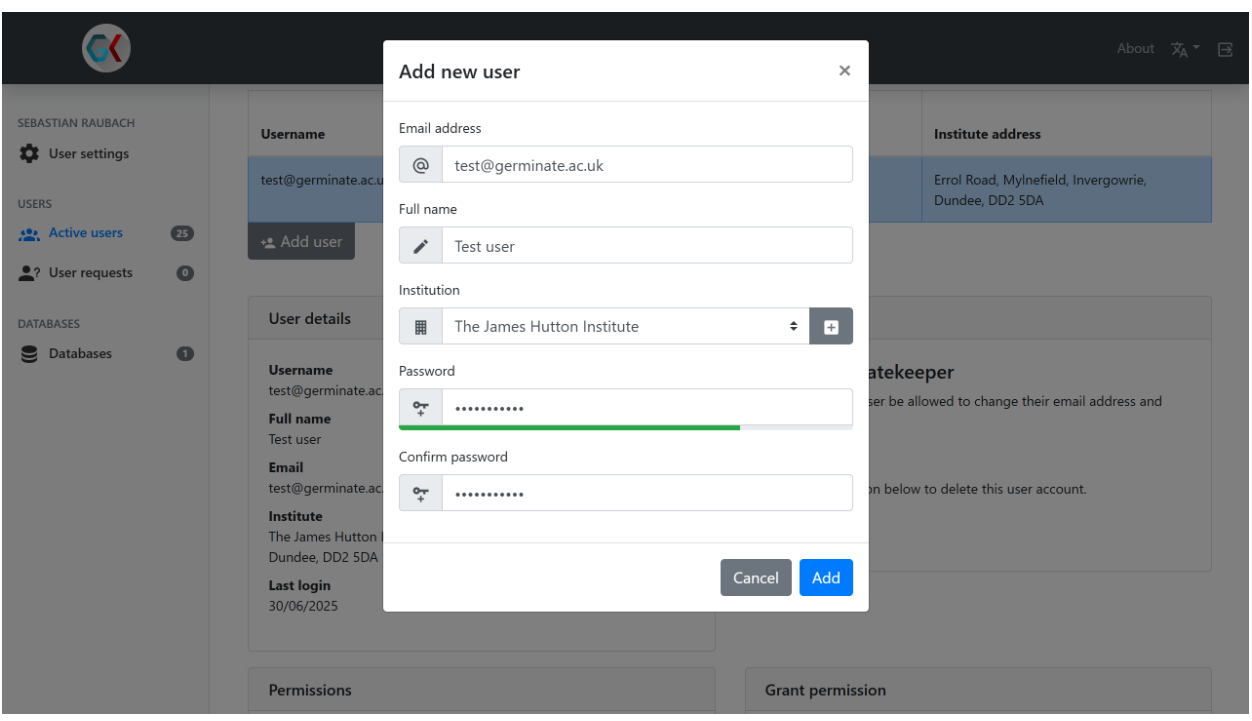 About
SEBASTIAN RAUBACH
User settings
USERS
Active users 25
User requests 0
DATABASES
Databases 1
Username
Institute address
test@germinate.ac.u
Errol Road, Mylnefield, Invergowrie,
Dundee, DD2 5DA
Add user
User details
Username
test@germinate.ac.
Full name
Test user
Email
test@germinate.ac.
Institute
The James Hutton I
Dundee, DD2 5DA
Last login
30/06/2025
atekeeper
ser be allowed to change their email address and
on below to delete this user account.
Permissions
Grant permission
Add new user
×
Email address
@ test@germinate.ac.uk
Full name
Test user
Institution
The James Hutton Institute
Password
•••••••••••
Confirm password
•••••••••••
Cancel Add